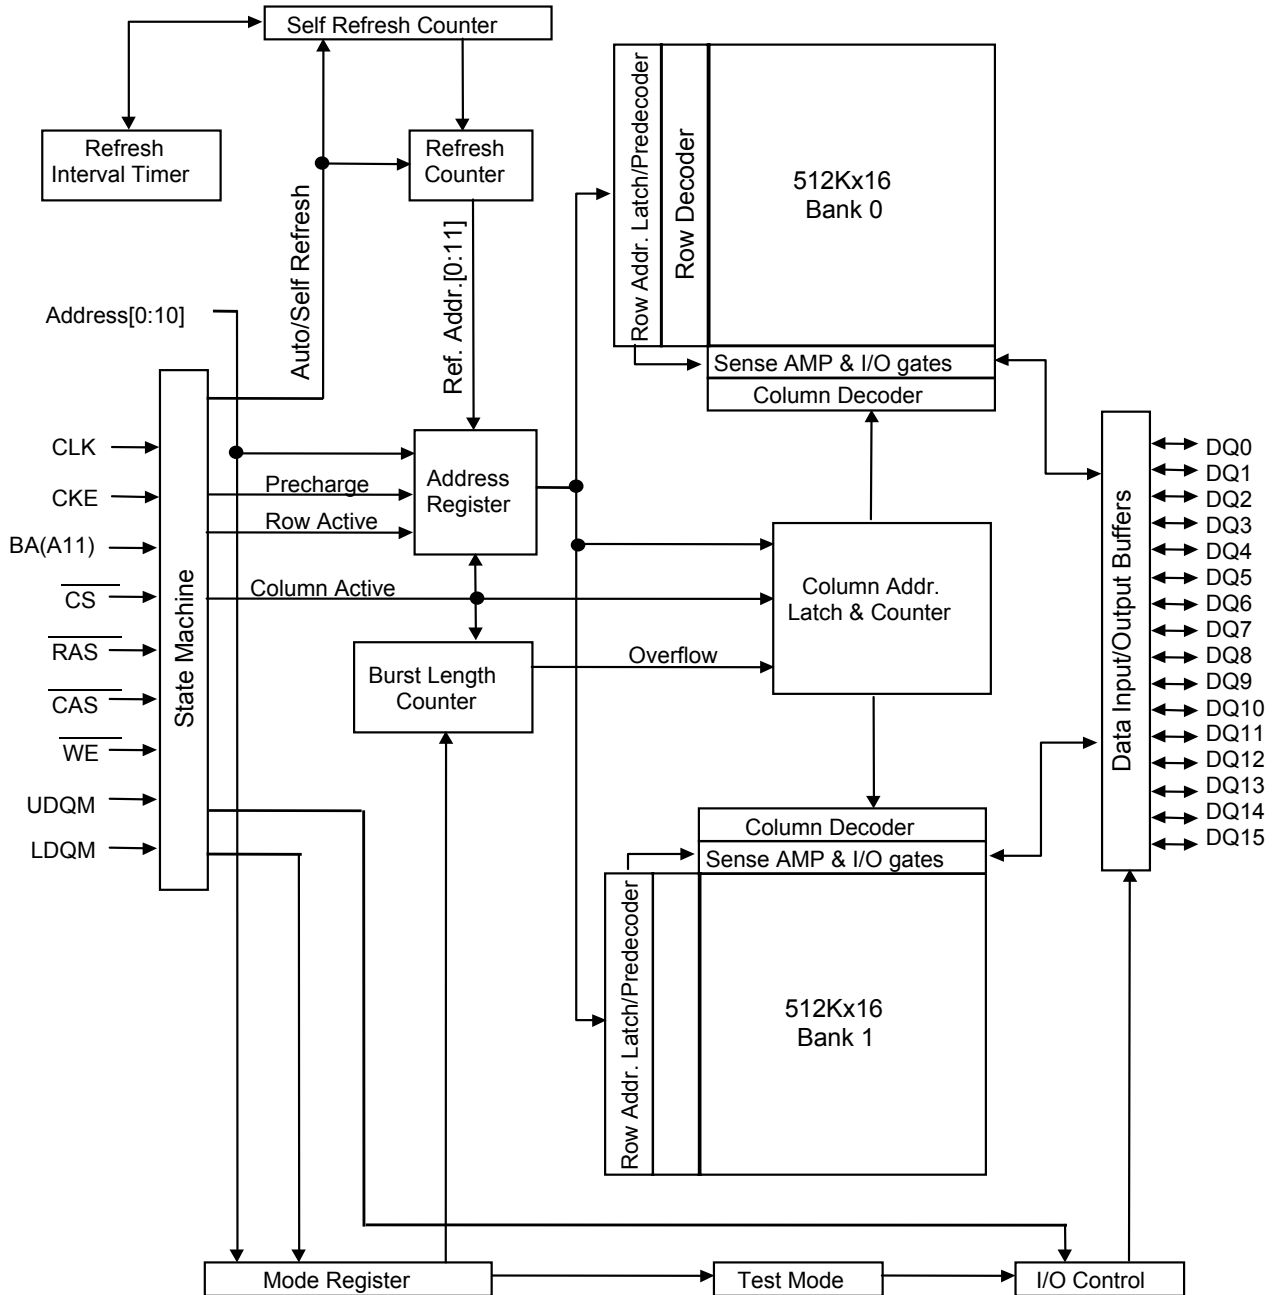 Self Refresh Counter
Refresh
Interval Timer
Refresh
Counter
Auto/Self Refresh
Ref. Addr.[0:11]
Row Addr. Latch/Predecoder
Row Decoder
512Kx16
Bank 0
Sense AMP & I/O gates
Column Decoder
Address[0:10]
CLK
CKE
BA(A11)
CS
RAS
CAS
WE
UDQM
LDQM
State Machine
Precharge
Row Active
Column Active
Address
Register
Burst Length
Counter
Overflow
Column Addr.
Latch & Counter
Data Input/Output Buffers
DQ0
DQ1
DQ2
DQ3
DQ4
DQ5
DQ6
DQ7
DQ8
DQ9
DQ10
DQ11
DQ12
DQ13
DQ14
DQ15
Column Decoder
Sense AMP & I/O gates
Row Addr. Latch/Predecoder
512Kx16
Bank 1
Mode Register
Test Mode
I/O Control